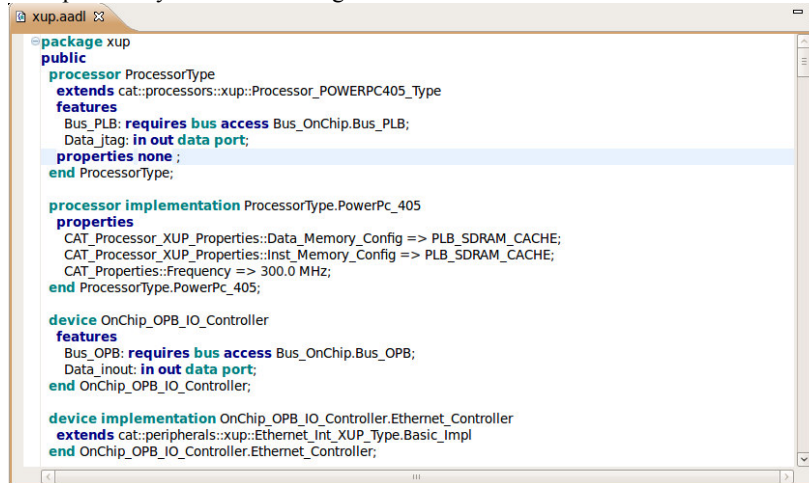 xup.aadl
package xup
public
processor ProcessorType
extends cat::processors::xup::Processor_POWERPC405_Type
features
Bus_PLB: requires bus access Bus_OnChip.Bus_PLB;
Data_jtag: in out data port;
properties none ;
end ProcessorType;
processor implementation ProcessorType.PowerPc_405
properties
CAT_Processor_XUP_Properties::Data_Memory_Config => PLB_SDRAM_CACHE;
CAT_Processor_XUP_Properties::Inst_Memory_Config => PLB_SDRAM_CACHE;
CAT_Properties::Frequency => 300.0 MHz;
end ProcessorType.PowerPc_405;
device OnChip_OPB_IO_Controller
features
Bus_OPB: requires bus access Bus_OnChip.Bus_OPB;
Data_inout: in out data port;
end OnChip_OPB_IO_Controller;
device implementation OnChip_OPB_IO_Controller.Ethernet_Controller
extends cat::peripherals::xup::Ethernet_Int_XUP_Type.Basic_Impl
end OnChip_OPB_IO_Controller.Ethernet_Controller;